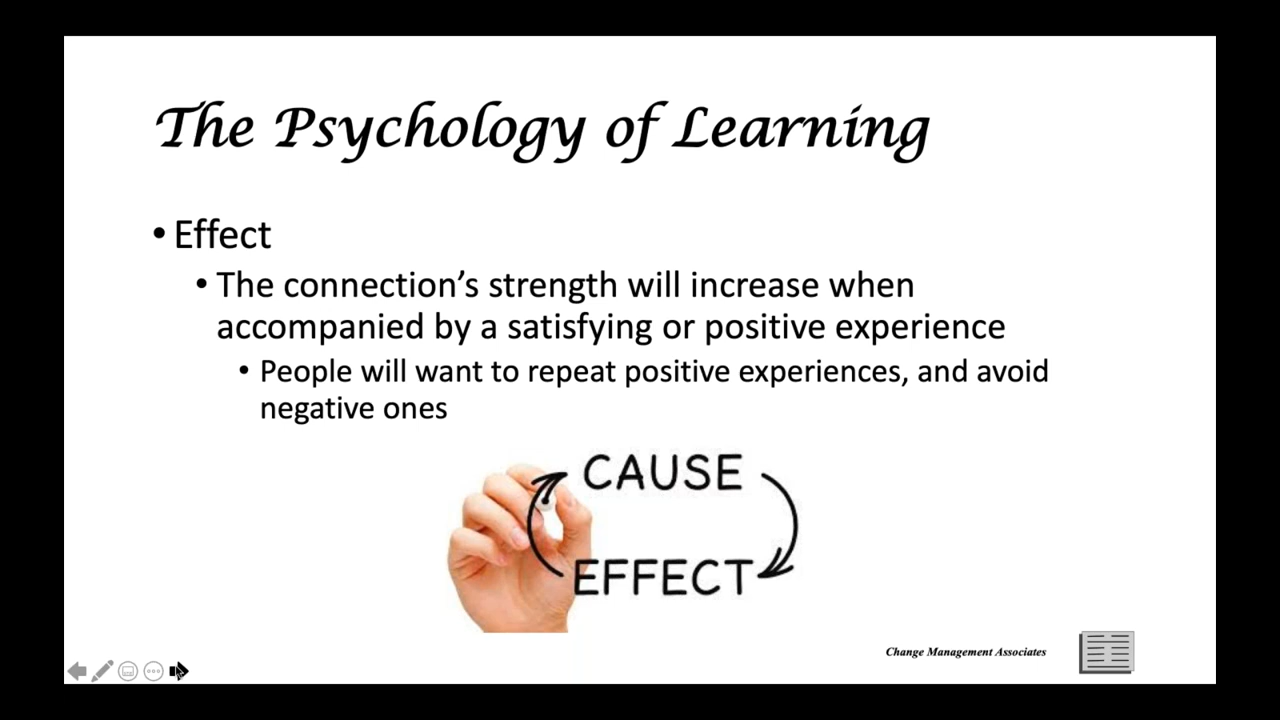 The Psychology of Learning
• Effect
• The connection’s strength will increase when
accompanied by a satisfying or positive experience
• People will want to repeat positive experiences, and avoid
negative ones
CAUSE
EFFECT
Change Management Associates